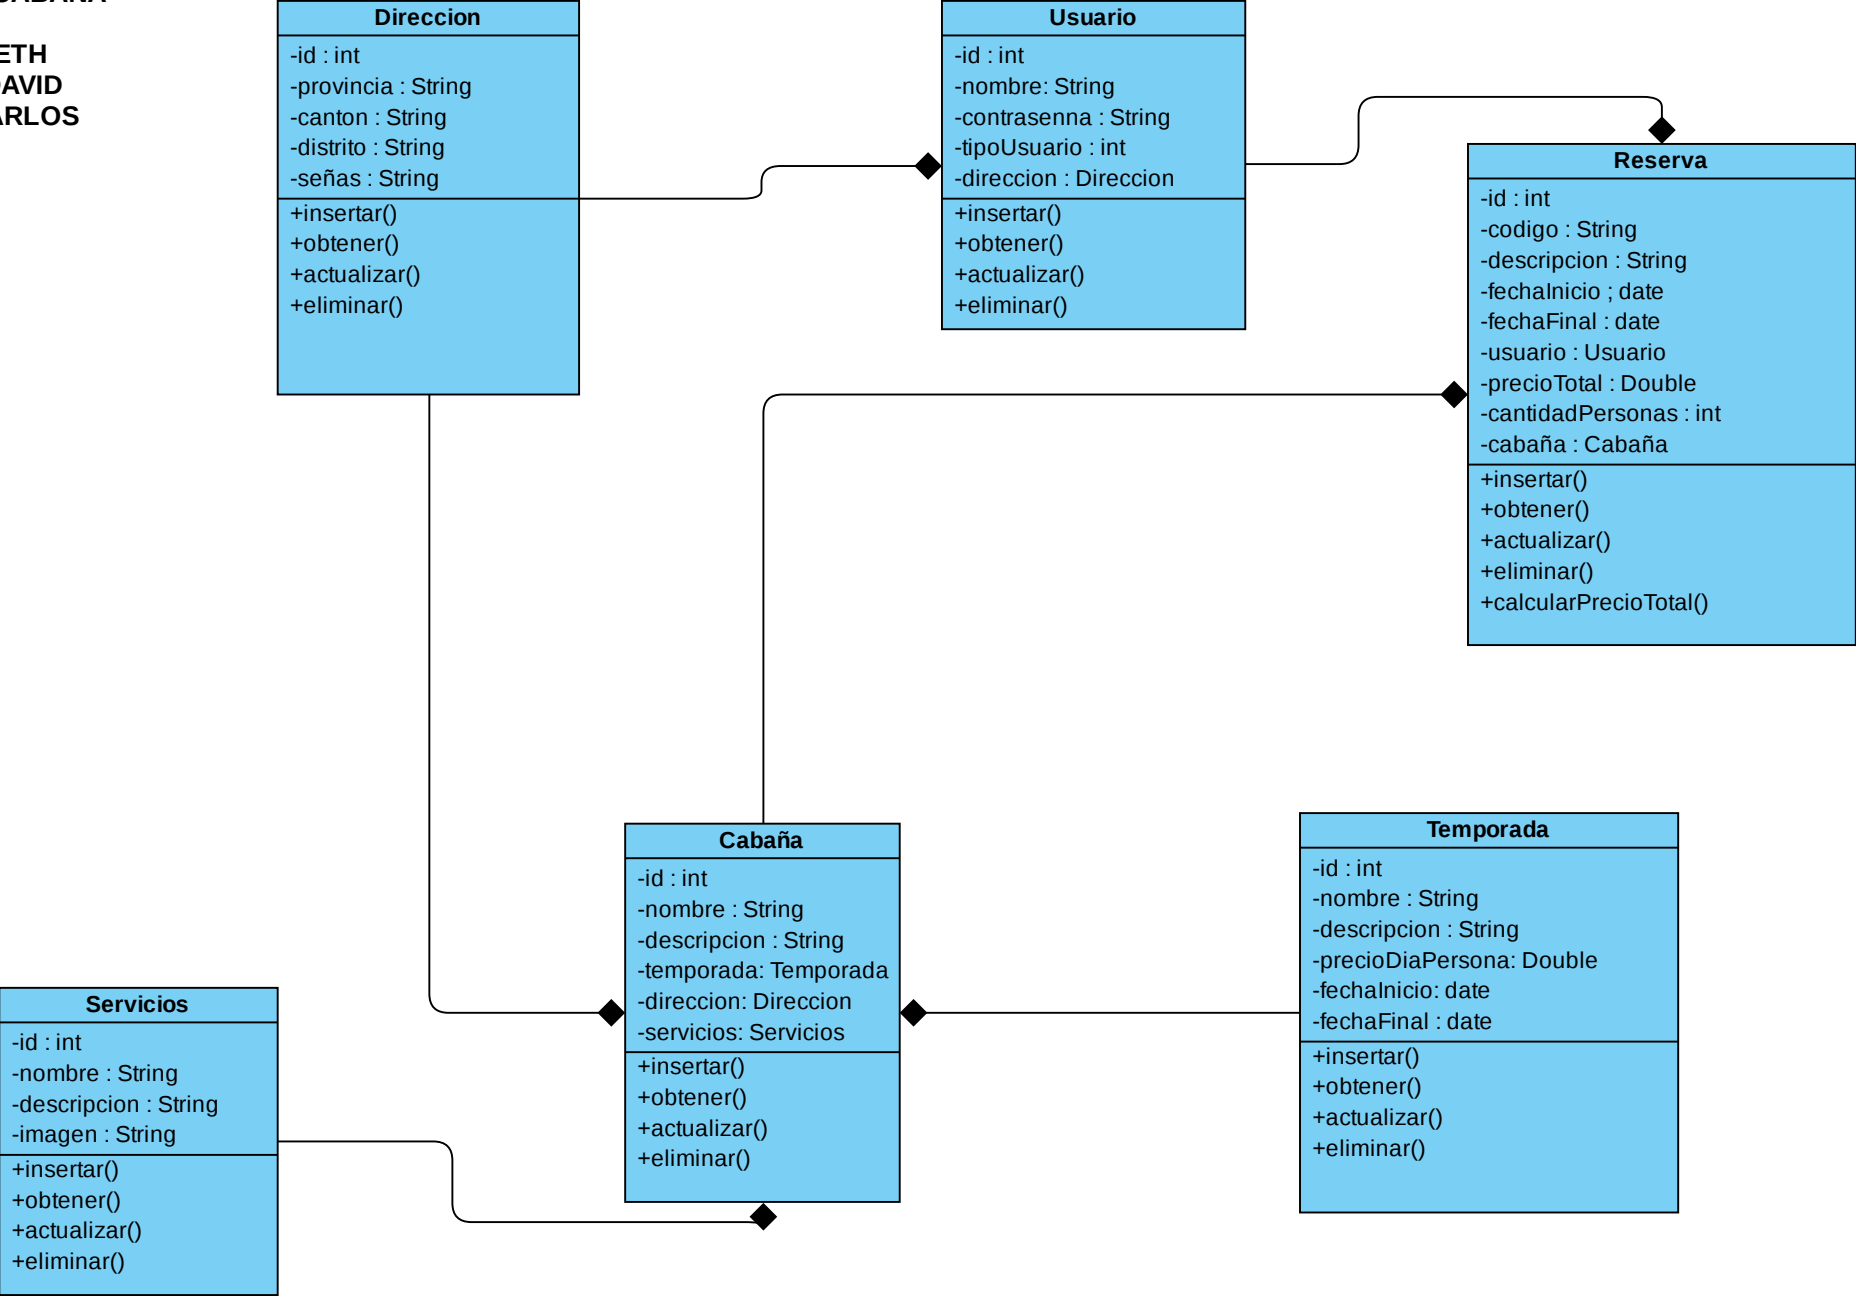 ETH
Direccion
-id : int
-provincia : String
-canton : String
-distrito : String
-señas : String
+insertar()
+obtener()
+actualizar()
+eliminar()
Usuario
-id : int
-nombre: String
-contrasenna : String
-tipoUsuario : int
-direccion : Direccion
+insertar()
+obtener()
+actualizar()
+eliminar()
Reserva
-id : int
-codigo : String
-descripcion : String
-fechaInicio ; date
-fechaFinal : date
-usuario : Usuario
-precioTotal : Double
-cantidadPersonas : int
-cabaña : Cabaña
+insertar()
+obtener()
+actualizar()
+eliminar()
+calcularPrecioTotal()
Cabaña
-id : int
-nombre : String
-descripcion : String
-temporada: Temporada
-direccion: Direccion
-servicios: Servicios
+insertar()
+obtener()
+actualizar()
+eliminar()
Temporada
-id : int
-nombre : String
-descripcion : String
-precioDiaPersona: Double
-fechaInicio: date
-fechaFinal : date
+insertar()
+obtener()
+actualizar()
+eliminar()
Servicios
-id : int
-nombre : String
-descripcion : String
-imagen : String
+insertar()
+obtener()
+actualizar()
+eliminar()